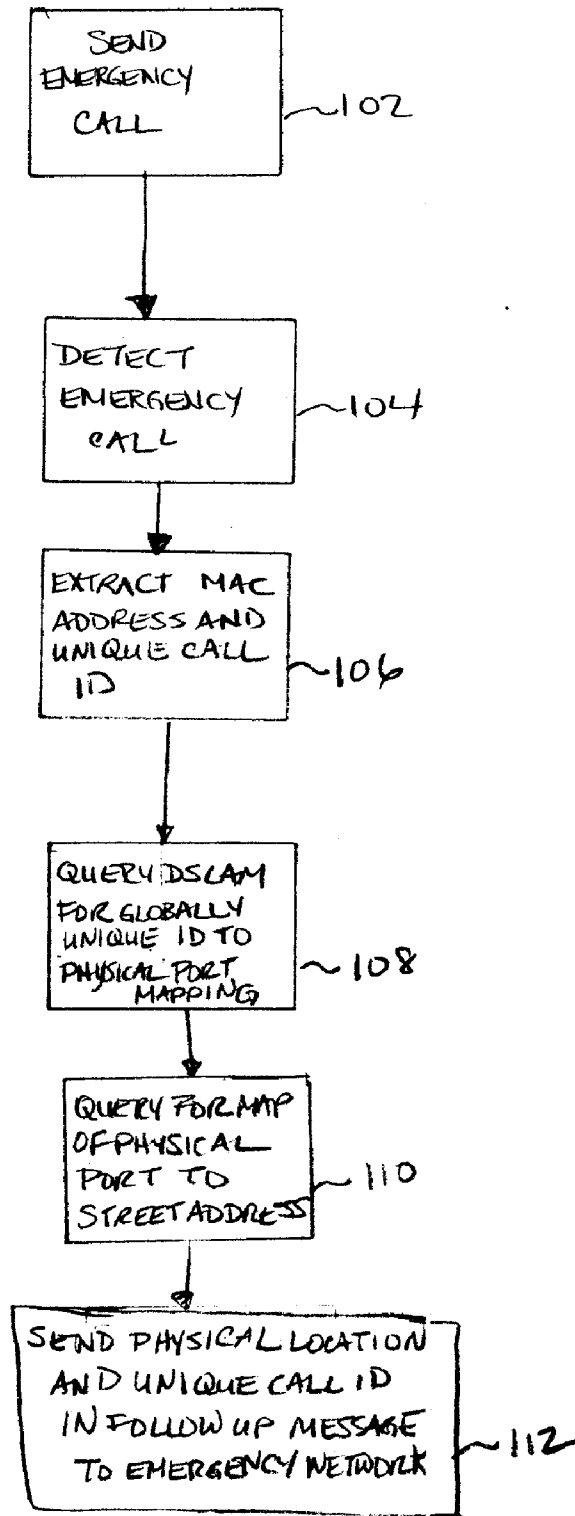 SEND
EMERGENCY
CALL
102
DETECT
EMERGENCY
CALL
104
EXTRACT MAC
ADDRESS AND
UNIQUE CALL
ID
106
QUERY DSLAM
FOR GLOBALLY
UNIQUE ID TO
PHYSICAL PORT
MAPPING
108
QUERY FOR MAP
OF PHYSICAL
PORT TO
STREET ADDRESS
110
SEND PHYSICAL LOCATION
AND UNIQUE CALL ID
IN FOLLOW UP MESSAGE
TO EMERGENCY NETWORK
112